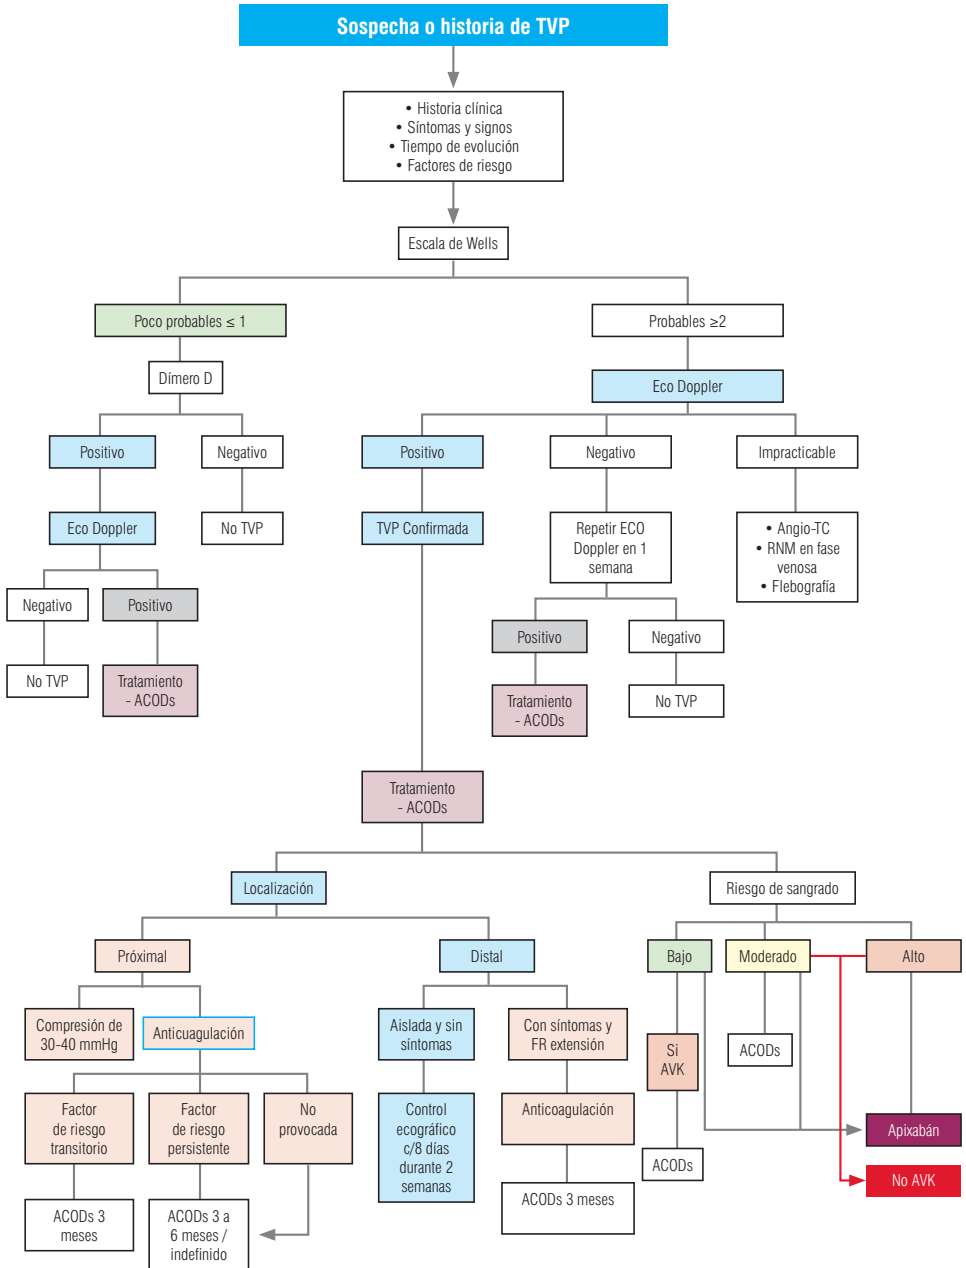 Sospecha o historia de TVP
• Historia clínica
• Síntomas y signos
• Tiempo de evolución
• Factores de riesgo
Escala de Wells
Poco probables ≤ 1
Probables ≥2
Dímero D
Eco Doppler
Positivo
Negativo
Positivo
Negativo
Impracticable
Eco Doppler
No TVP
TVP Confirmada
Repetir ECO
Doppler en 1
semana
• Angio-TC
• RNM en fase
venosa
• Flebografía
Negativo
Positivo
Positivo
Negativo
No TVP
Tratamiento
- ACODs
Tratamiento
- ACODs
No TVP
Tratamiento
- ACODs
Localización
Riesgo de sangrado
Próximal
Distal
Bajo
Moderado
Alto
Compresión de
30-40 mmHg
Anticuagulación
Aislada y sin
síntomas
Con síntomas y
FR extensión
Si
AVK
ACODs
Factor
de riesgo
transitorio
Factor
de riesgo
persistente
No
provocada
Control
ecográfico
c/8 días
durante 2
semanas
Anticoagulación
Apixabán
ACODs
No AVK
ACODs 3
meses
ACODs 3 a
6 meses /
indefinido
ACODs 3 meses